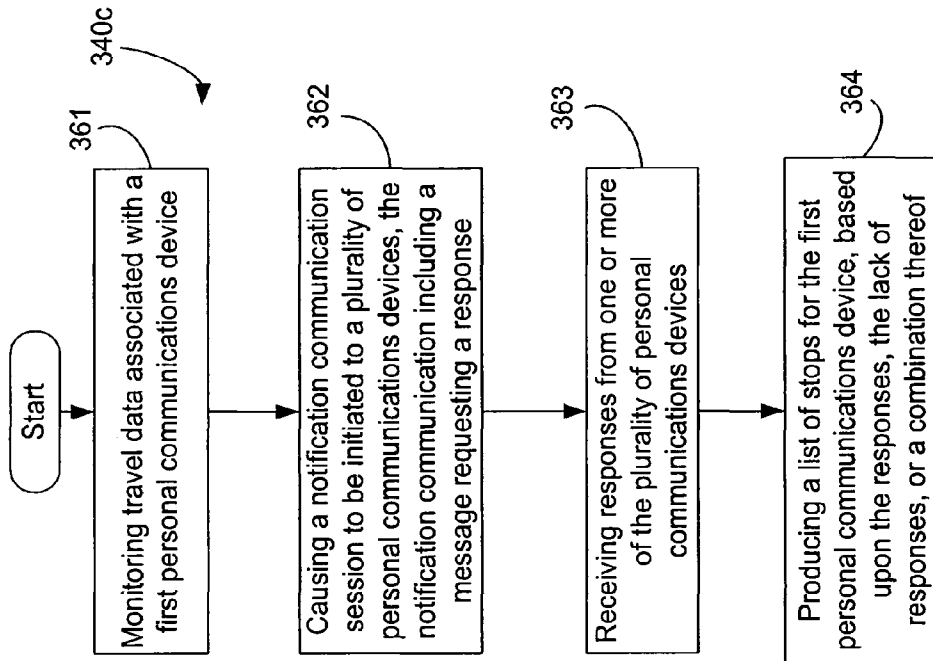 Start
340c
361
Monitoring travel data associated with a
first personal communications device
362
Causing a notification communication
session to be initiated to a plurality of
personal communications devices, the
notification communication including a
message requesting a response
363
Receiving responses from one or more
of the plurality of personal
communications devices
364
Producing a list of stops for the first
personal communications device, based
upon the responses, the lack of
responses, or a combination thereof